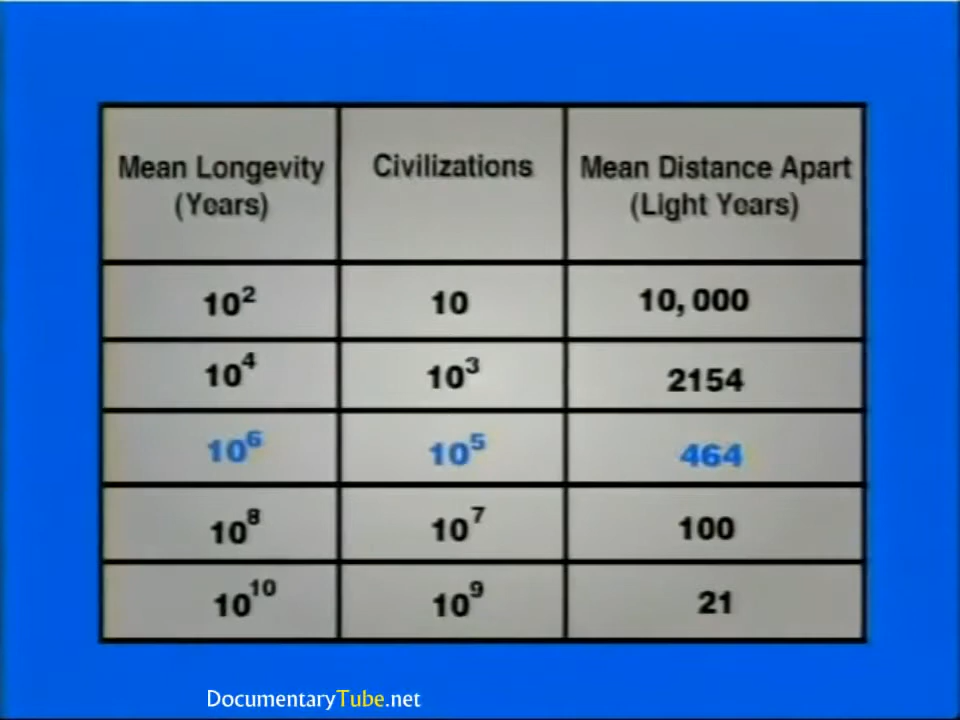 Mean Longevity
(Years)
Civilizations
Mean Distance Apart
(Light Years)
10² 10 10,000
10⁴ 10³ 2154
10⁶ 10⁵ 464
10⁸ 10⁷ 100
10¹⁰ 10⁹ 21
DocumentaryTube.net